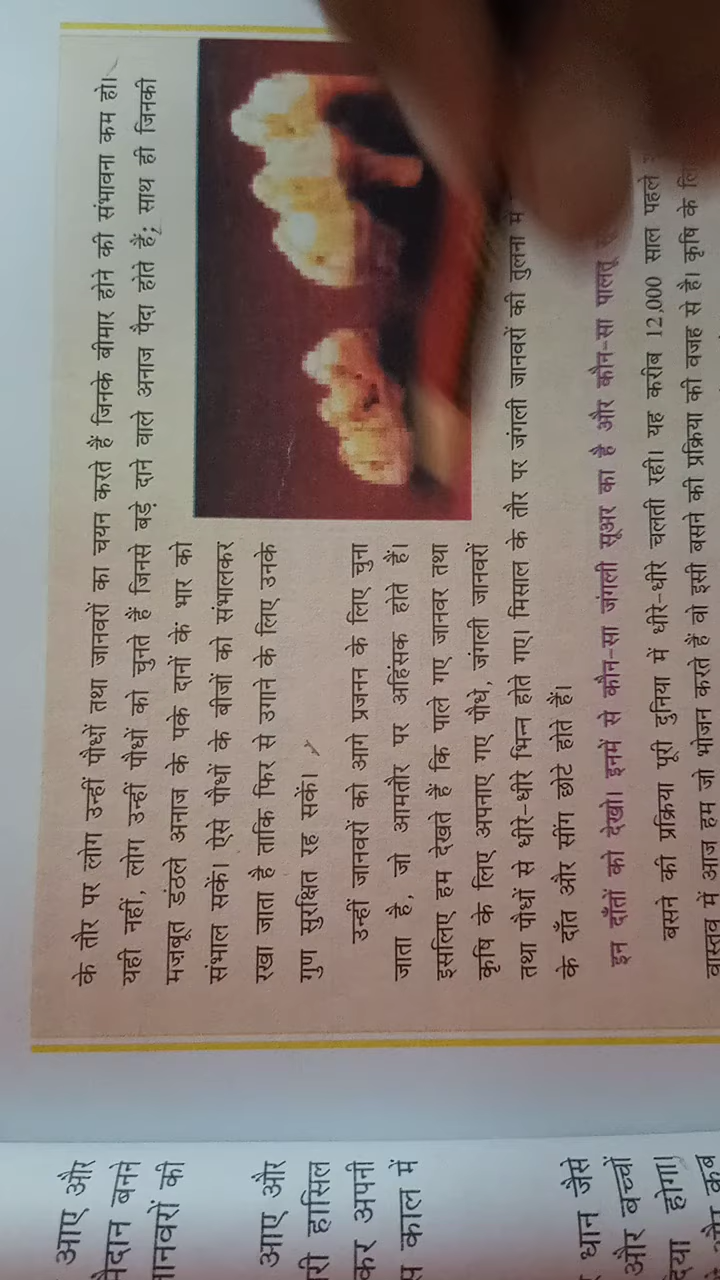 के तौर पर लोग उन्हीं पौधों तथा जानवरों का चयन करते हैं जिनके बीमार होने की संभावना कम हो।
यही नहीं, लोग उन्हीं पौधों को चुनते हैं जिनसे बड़े दाने वाले अनाज पैदा होते हैं; साथ ही जिनकी
मज़बूत डंठले अनाज के पके दानों के भार को
संभाल सकें। ऐसे पौधों के बीजों को संभालकर
रखा जाता है ताकि फिर से उगाने के लिए उनके
गुण सुरक्षित रह सकें।
उन्हीं जानवरों को आगे प्रजनन के लिए चुना
जाता है, जो आमतौर पर अहिंसक होते हैं।
इसलिए हम देखते हैं कि पाले गए जानवर तथा
कृषि के लिए अपनाए गए पौधे, जंगली जानवरों
तथा पौधों से धीरे-धीरे भिन्न होते गए। मिसाल के तौर पर जंगली जानवरों की तुलना में
के दाँत और सींग छोटे होते हैं।
इन दाँतों को देखो। इनमें से कौन-सा जंगली सूअर का है और कौन-सा पालतू
बसने की प्रक्रिया पूरी दुनिया में धीरे-धीरे चलती रही। यह करीब 12,000 साल पहले
वास्तव में आज हम जो भोजन करते हैं वो इसी बसने की प्रक्रिया की वजह से है। कृषि के
आए और
मैदान बनने
जानवरों की
आए और
री हासिल
कर अपनी
काल में
धान जैसे
और बच्चों
दिया होगा।